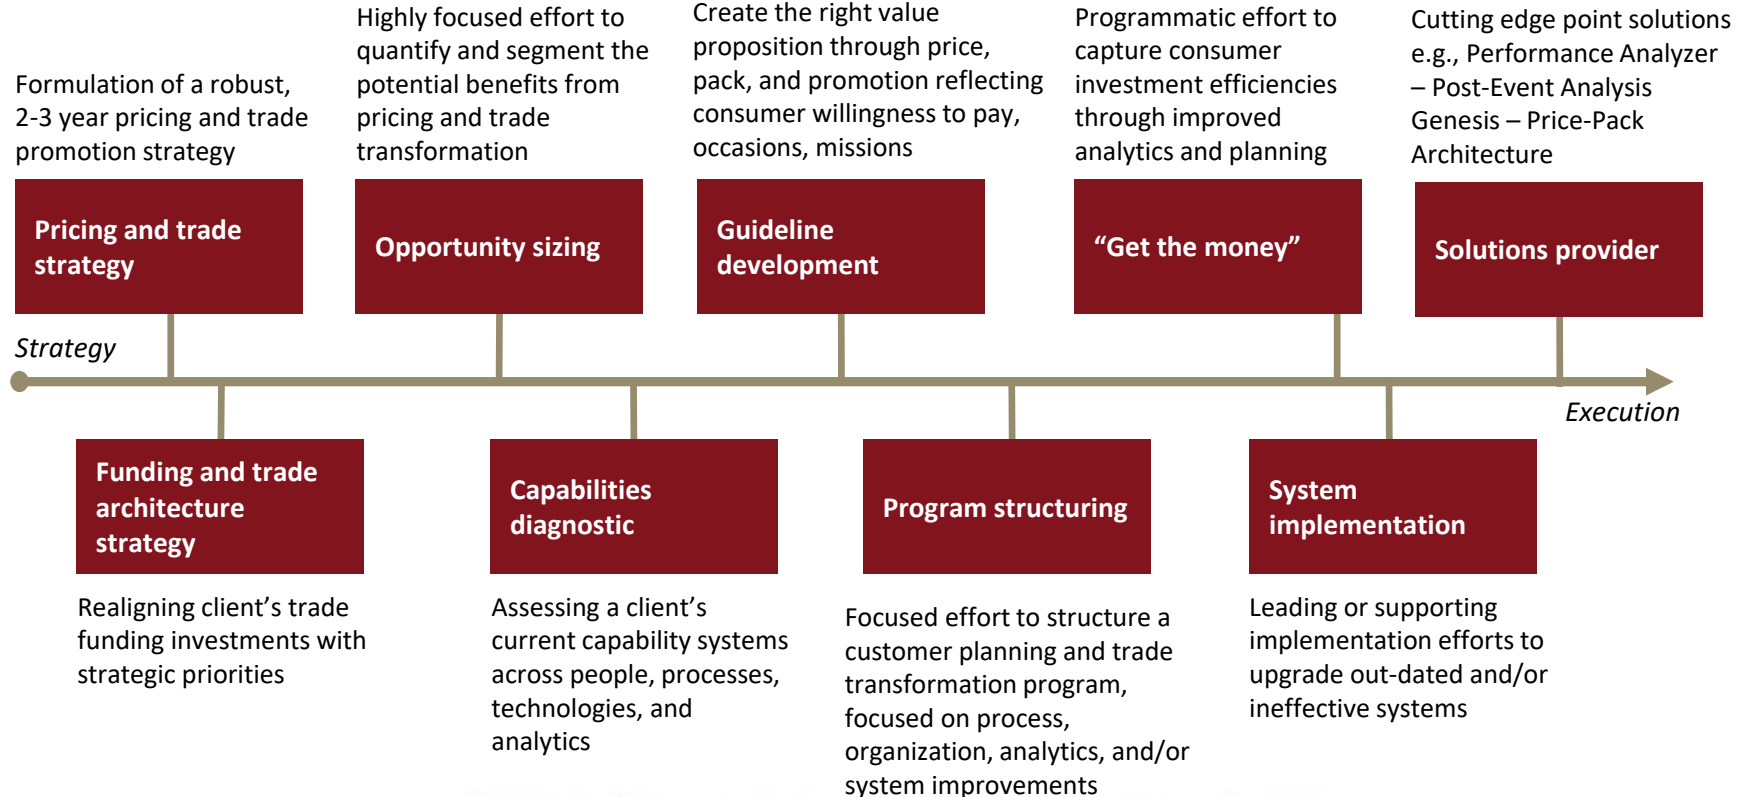 Formulation of a robust,
2-3 year pricing and trade
promotion strategy
Highly focused effort to
quantify and segment the
potential benefits from
pricing and trade
transformation
Create the right value
proposition through price,
pack, and promotion reflecting
consumer willingness to pay,
occasions, missions
Programmatic effort to
capture consumer
investment efficiencies
through improved
analytics and planning
Cutting edge point solutions
e.g., Performance Analyzer
– Post-Event Analysis
Genesis – Price-Pack
Architecture
Pricing and trade
strategy
Opportunity sizing
Guideline
development
“Get the money”
Solutions provider
Strategy
Execution
Funding and trade
architecture
strategy
Capabilities
diagnostic
Program structuring
System
implementation
Realigning client’s trade
funding investments with
strategic priorities
Assessing a client’s
current capability systems
across people, processes,
technologies, and
analytics
Focused effort to structure a
customer planning and trade
transformation program,
focused on process,
organization, analytics, and/or
system improvements
Leading or supporting
implementation efforts to
upgrade out-dated and/or
ineffective systems